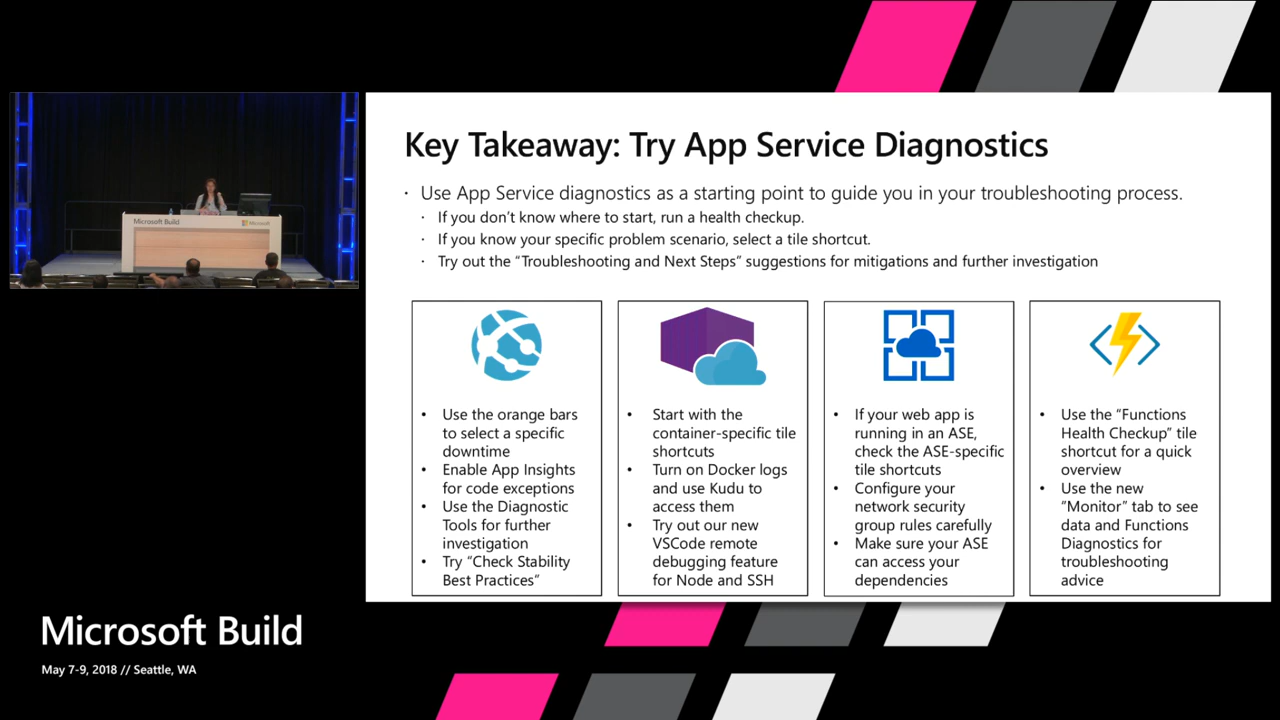 Microsoft Build
Microsoft
Key Takeaway: Try App Service Diagnostics
· Use App Service diagnostics as a starting point to guide you in your troubleshooting process.
· If you don't know where to start, run a health checkup.
· If you know your specific problem scenario, select a tile shortcut.
· Try out the "Troubleshooting and Next Steps" suggestions for mitigations and further investigation
• Use the orange bars
to select a specific
downtime
• Enable App Insights
for code exceptions
• Use the Diagnostic
Tools for further
investigation
• Try "Check Stability
Best Practices"
• Start with the
container-specific tile
shortcuts
• Turn on Docker logs
and use Kudu to
access them
• Try out our new
VSCode remote
debugging feature
for Node and SSH
• If your web app is
running in an ASE,
check the ASE-specific
tile shortcuts
• Configure your
network security
group rules carefully
• Make sure your ASE
can access your
dependencies
• Use the "Functions
Health Checkup" tile
shortcut for a quick
overview
• Use the new
"Monitor" tab to see
data and Functions
Diagnostics for
troubleshooting
advice
Microsoft Build
May 7-9, 2018 // Seattle, WA